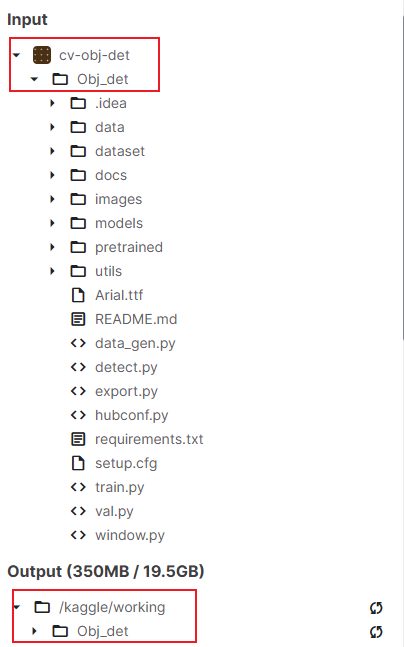 Input
cv-obj-det
Obj_det
.idea
data
dataset
docs
images
models
pretrained
utils
Arial.ttf
README.md
data_gen.py
detect.py
export.py
hubconf.py
requirements.txt
setup.cfg
train.py
val.py
window.py
Output (350MB / 19.5GB)
/kaggle/working
Obj_det